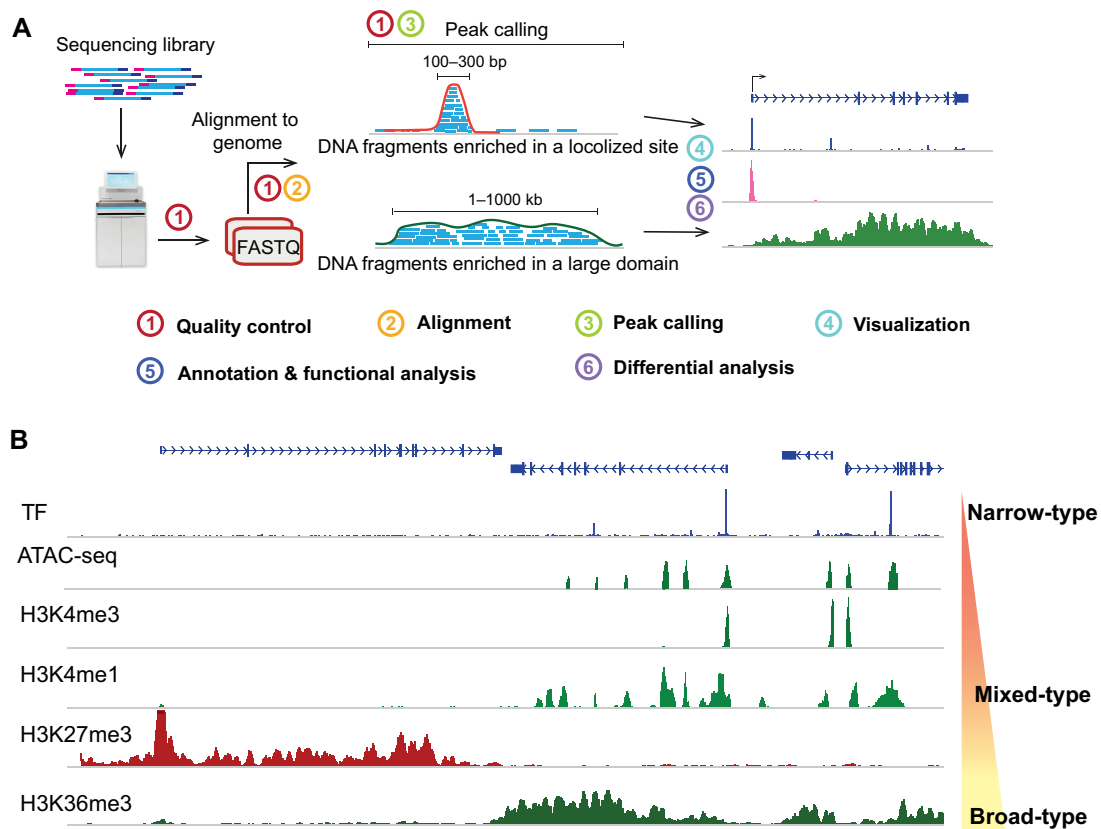 A
Sequencing library
1 3 Peak calling
100–300 bp
Alignment to
genome
DNA fragments enriched in a locolized site
4
1 2
5
1
1–1000 kb
6
FASTQ
DNA fragments enriched in a large domain
1 Quality control
2 Alignment
3 Peak calling
4 Visualization
5 Annotation & functional analysis
6 Differential analysis
B
TF
Narrow-type
ATAC-seq
H3K4me3
H3K4me1
Mixed-type
H3K27me3
H3K36me3
Broad-type